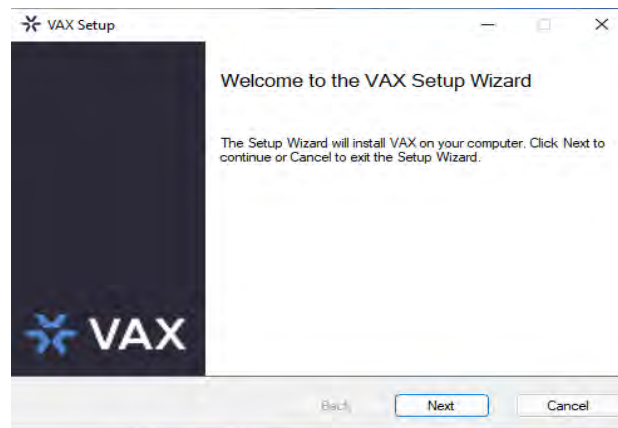 VAX Setup
Welcome to the VAX Setup Wizard
The Setup Wizard will install VAX on your computer. Click Next to
continue or Cancel to exit the Setup Wizard.
VAX
Back Next Cancel